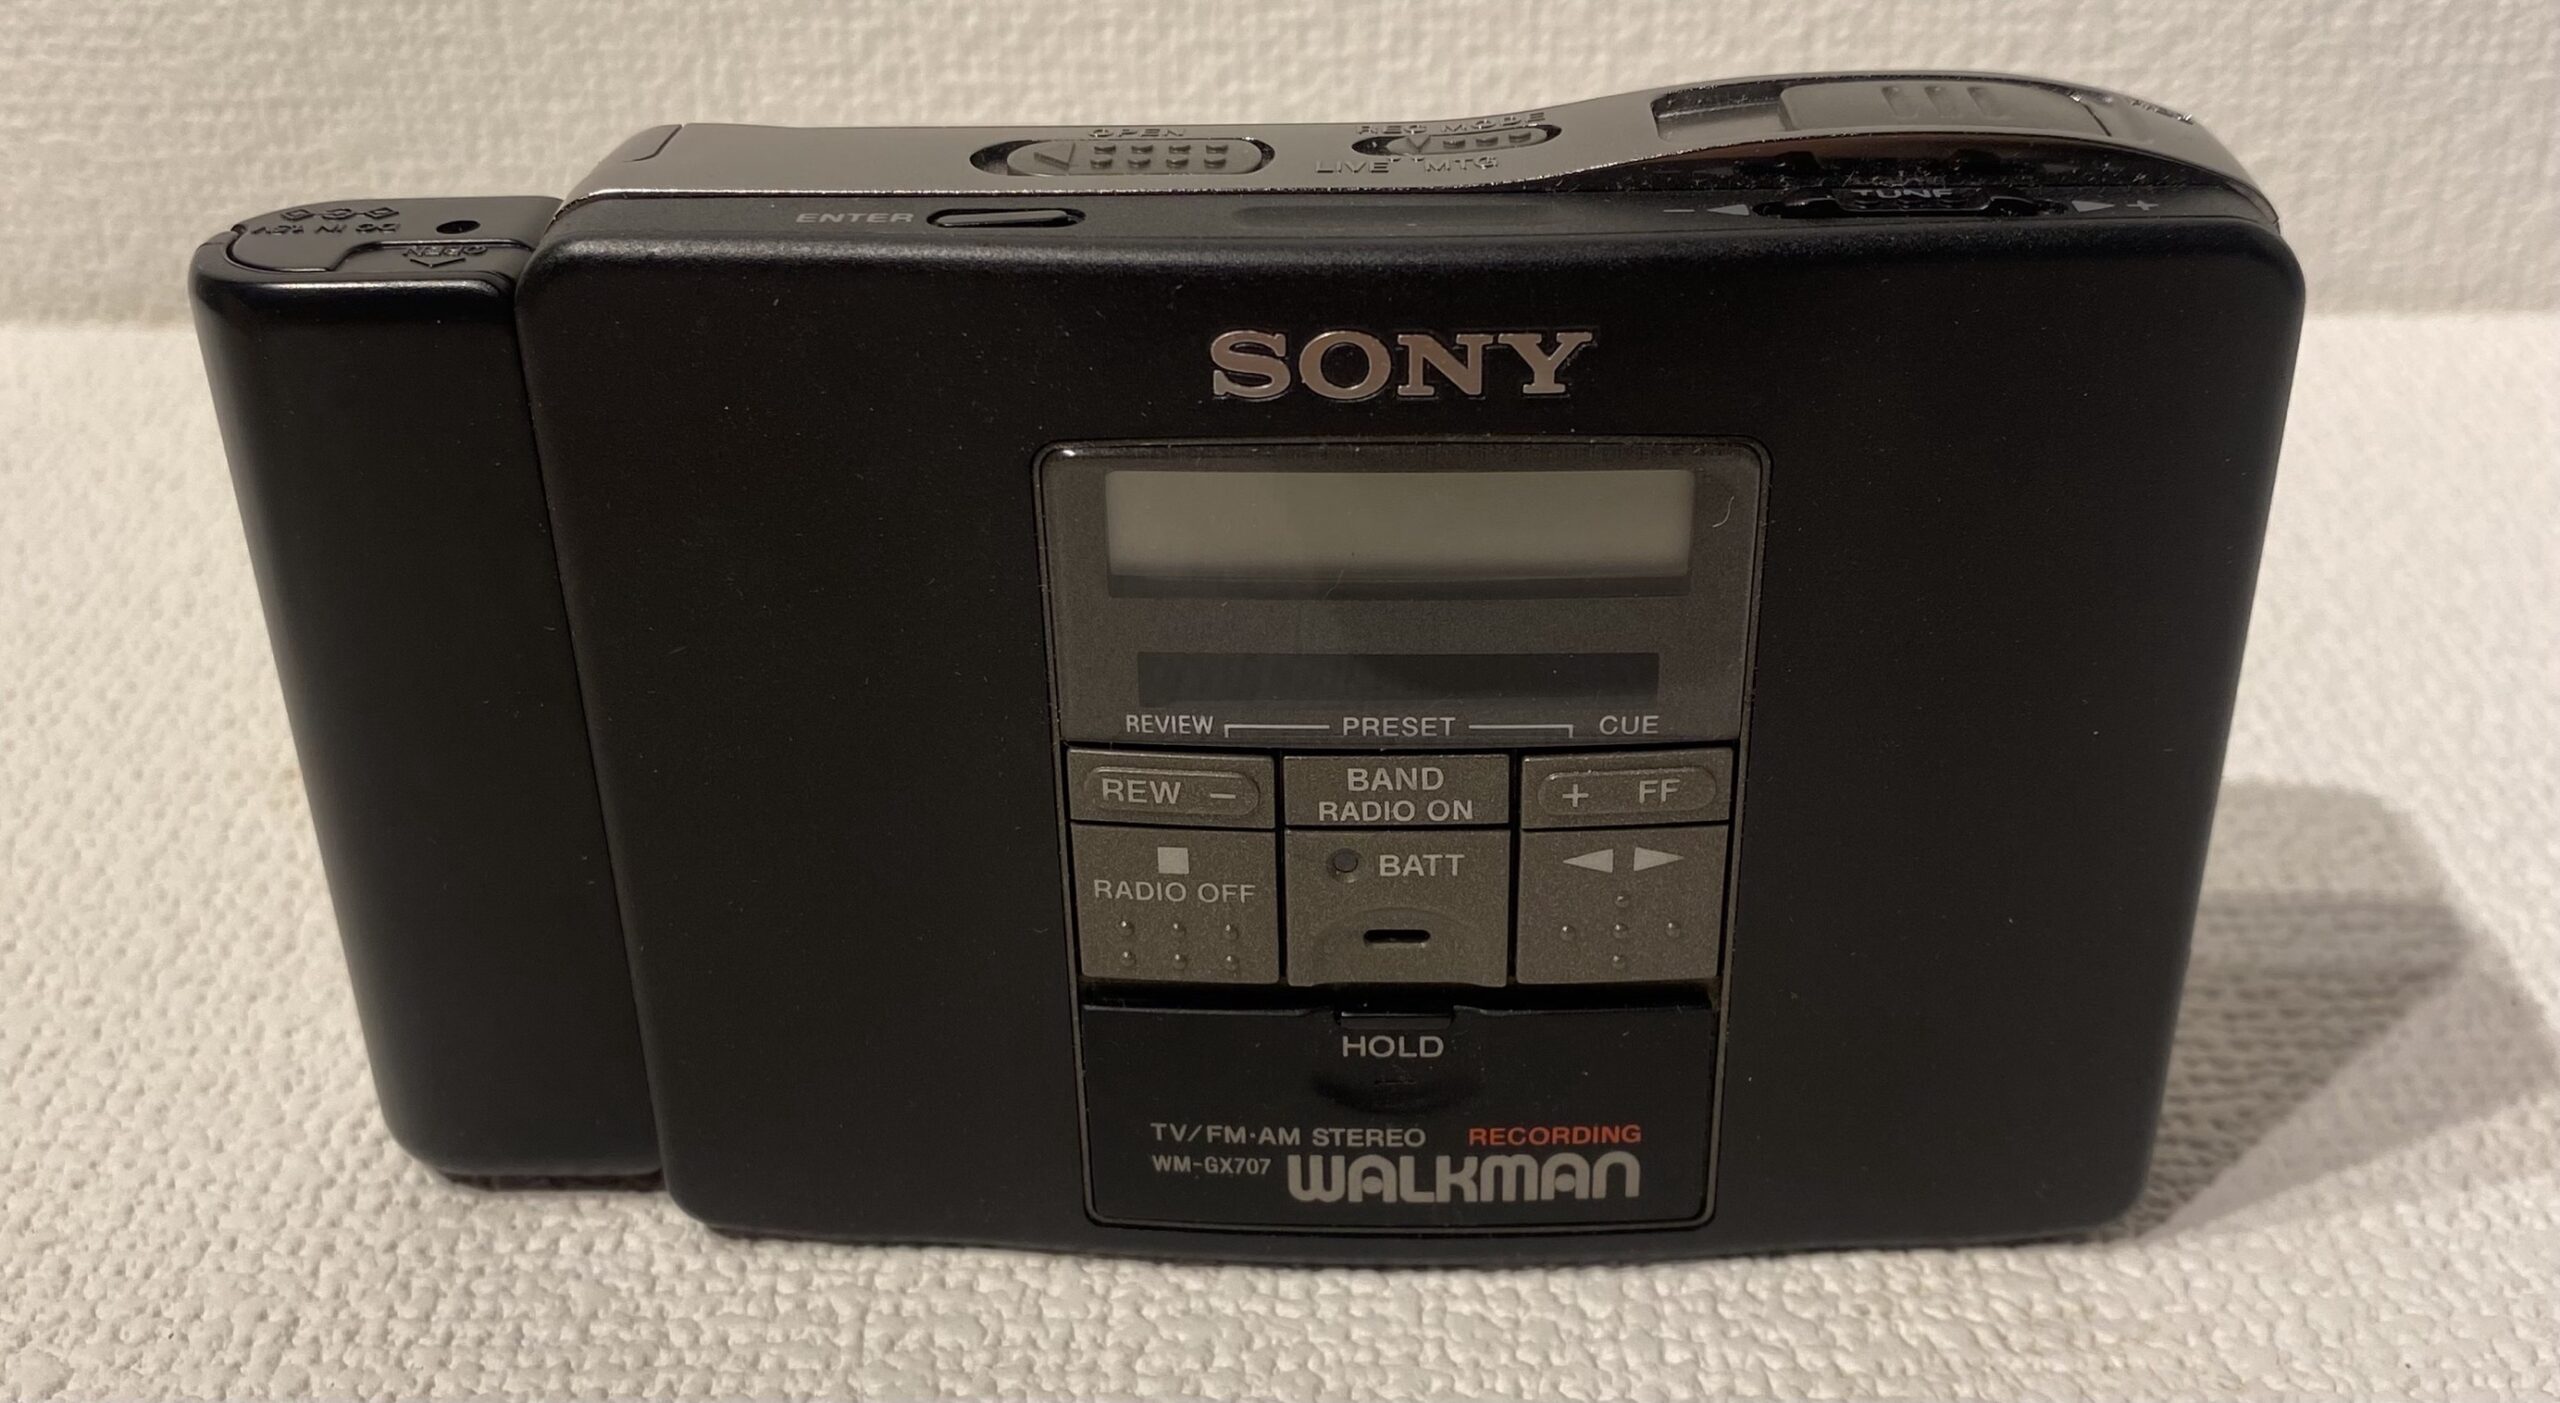 OPEN
REC MODE
LIVE MTG
ENTER
− TUNE +
OPEN
SONY
REVIEW PRESET CUE
REW − BAND + FF
RADIO ON
BATT
RADIO OFF
HOLD
TV/FM·AM STEREO RECORDING
WM-GX707 WALKMAN